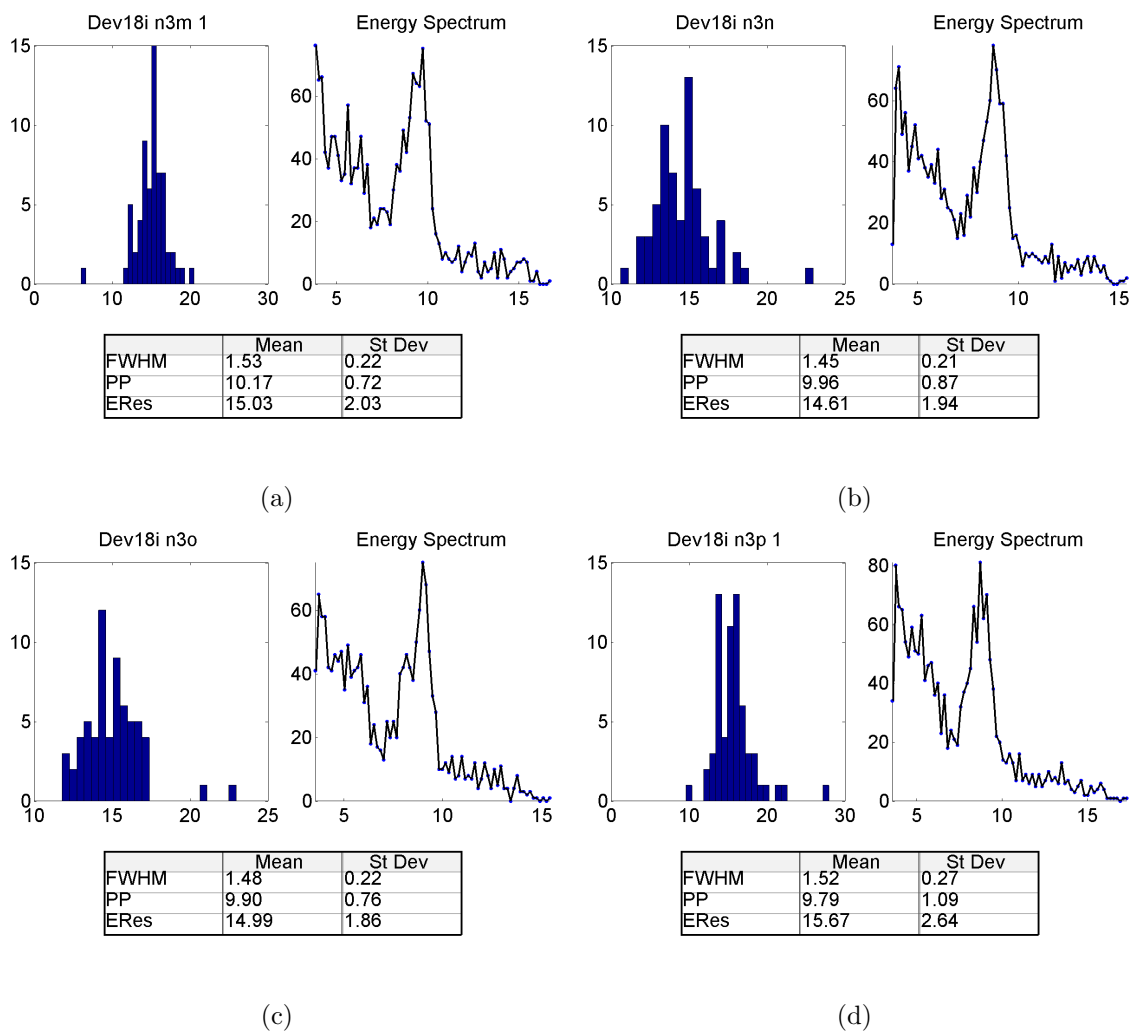 Dev18i n3m 1
Energy Spectrum
15
10
5
0
0 10 20 30
60
40
20
0
5 10 15
Mean St Dev
FWHM 1.53 0.22
PP 10.17 0.72
ERes 15.03 2.03
(a)
Dev18i n3n
Energy Spectrum
15
10
5
0
10 15 20 25
60
40
20
0
5 10 15
Mean St Dev
FWHM 1.45 0.21
PP 9.96 0.87
ERes 14.61 1.94
(b)
Dev18i n3o
Energy Spectrum
15
10
5
0
10 15 20 25
60
40
20
0
5 10 15
Mean St Dev
FWHM 1.48 0.22
PP 9.90 0.76
ERes 14.99 1.86
(c)
Dev18i n3p 1
Energy Spectrum
15
10
5
0
0 10 20 30
80
60
40
20
0
5 10 15
Mean St Dev
FWHM 1.52 0.27
PP 9.79 1.09
ERes 15.67 2.64
(d)